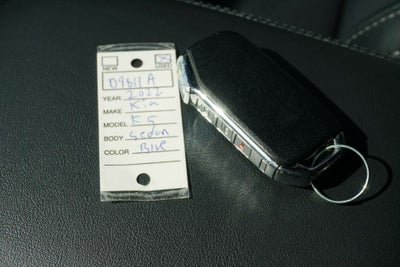 NEW USED
D9811A
YEAR 2022
MAKE Kia
MODEL K5
BODY Sedan
COLOR Blue